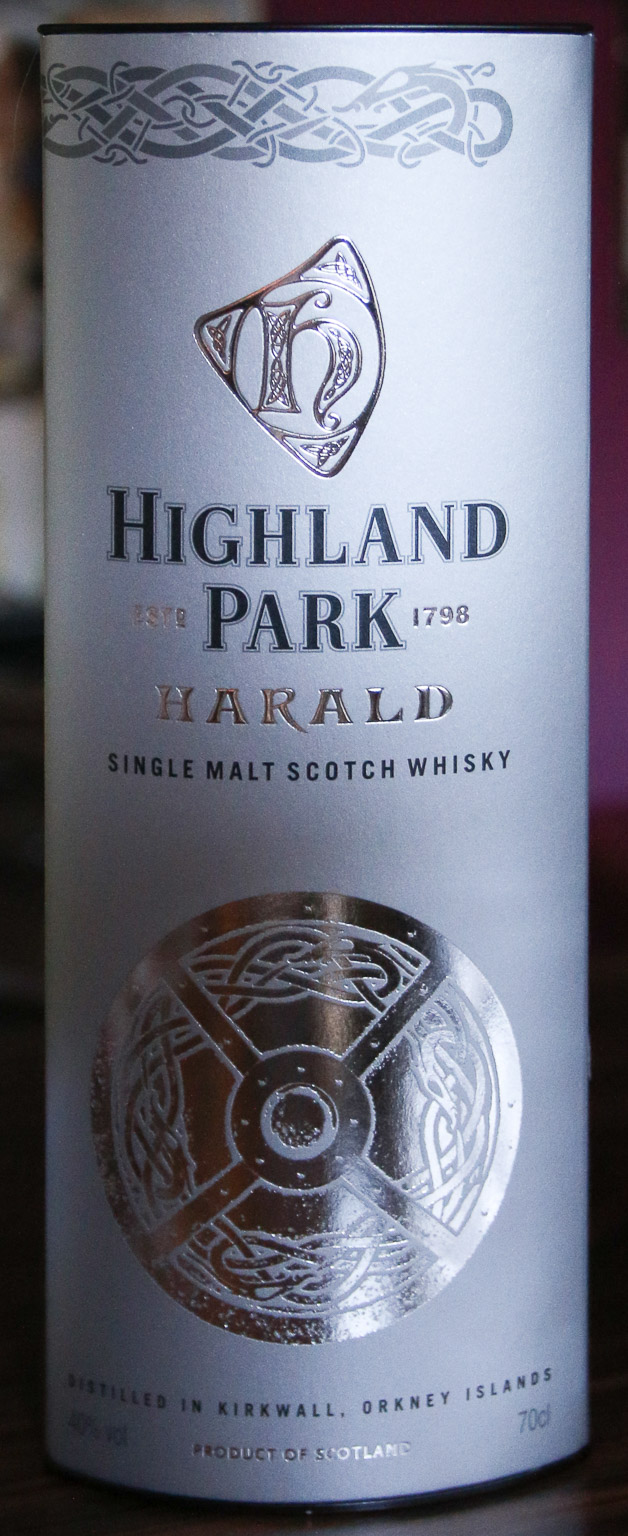 h
HIGHLAND
ESTD PARK 1798
HARALD
SINGLE MALT SCOTCH WHISKY
DISTILLED IN KIRKWALL, ORKNEY ISLANDS
40% vol 70cl
PRODUCT OF SCOTLAND